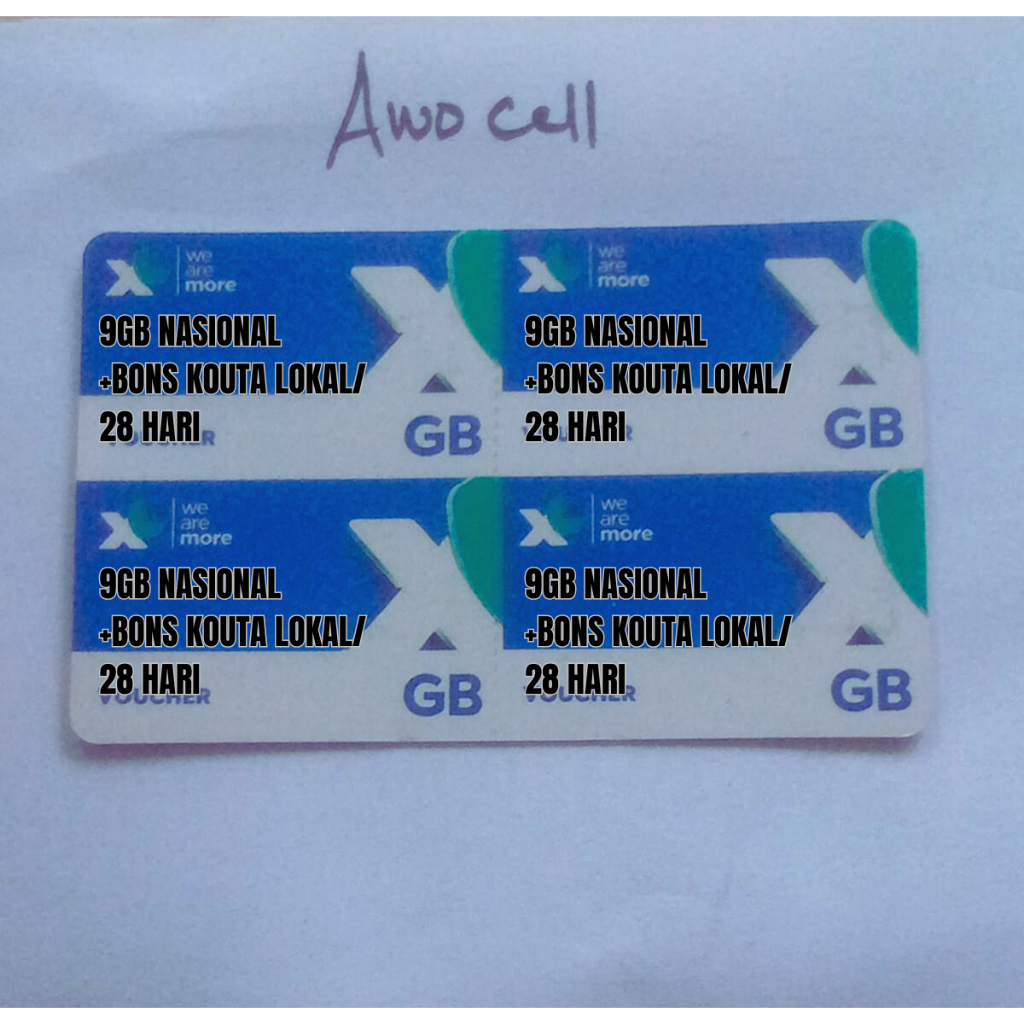 Awo cell
we
are
more
9GB NASIONAL
+BONS KOUTA LOKAL/
28 HARI
VOUCHER
GB
we
are
more
9GB NASIONAL
+BONS KOUTA LOKAL/
28 HARI
VOUCHER
GB
we
are
more
9GB NASIONAL
+BONS KOUTA LOKAL/
28 HARI
VOUCHER
GB
we
are
more
9GB NASIONAL
+BONS KOUTA LOKAL/
28 HARI
VOUCHER
GB